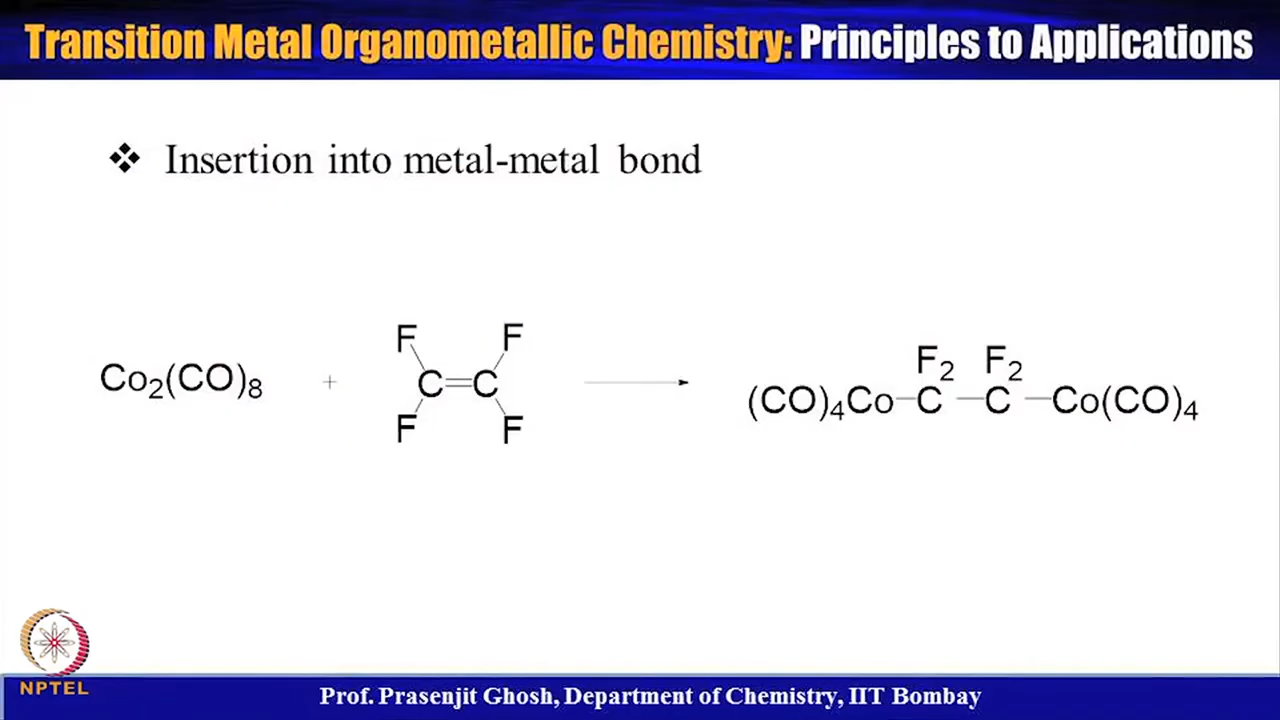 Transition Metal Organometallic Chemistry: Principles to Applications
❖ Insertion into metal-metal bond
F F
F₂ F₂
Co₂(CO)₈ + C=C → (CO)₄Co-C-C-Co(CO)₄
F F
NPTEL
Prof. Prasenjit Ghosh, Department of Chemistry, IIT Bombay